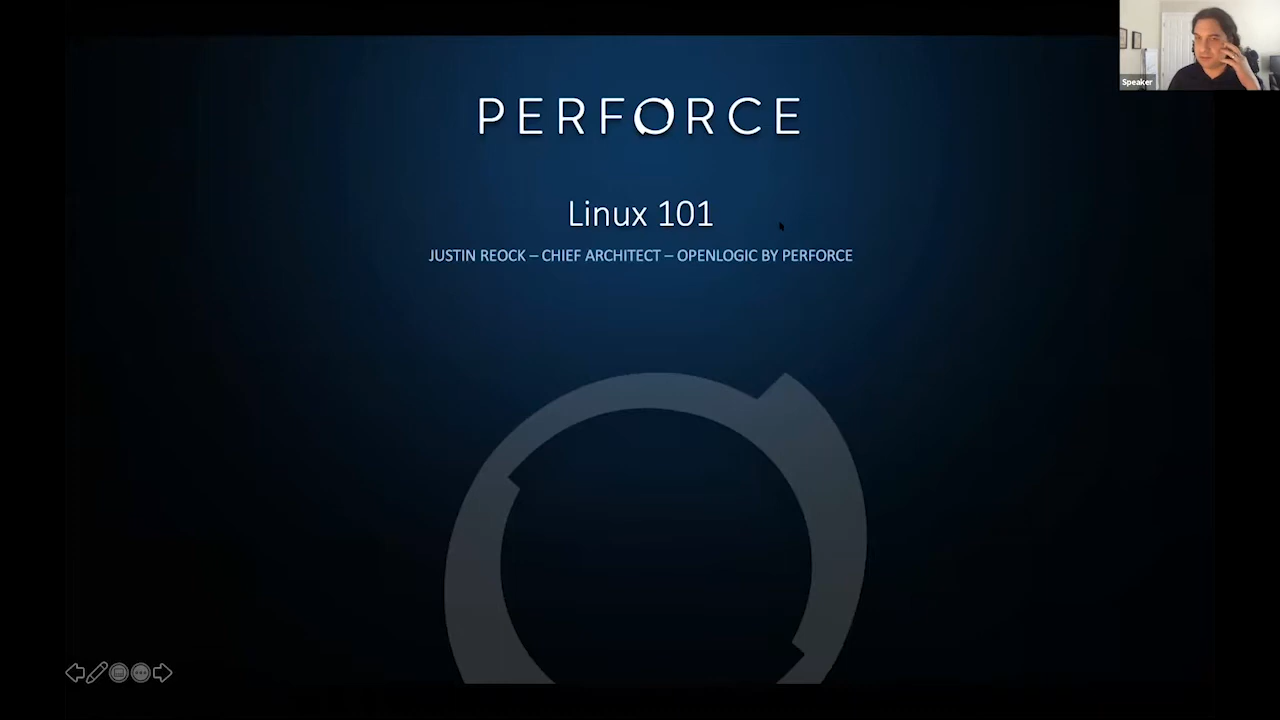 Speaker
PERFORCE
Linux 101
JUSTIN REOCK – CHIEF ARCHITECT – OPENLOGIC BY PERFORCE